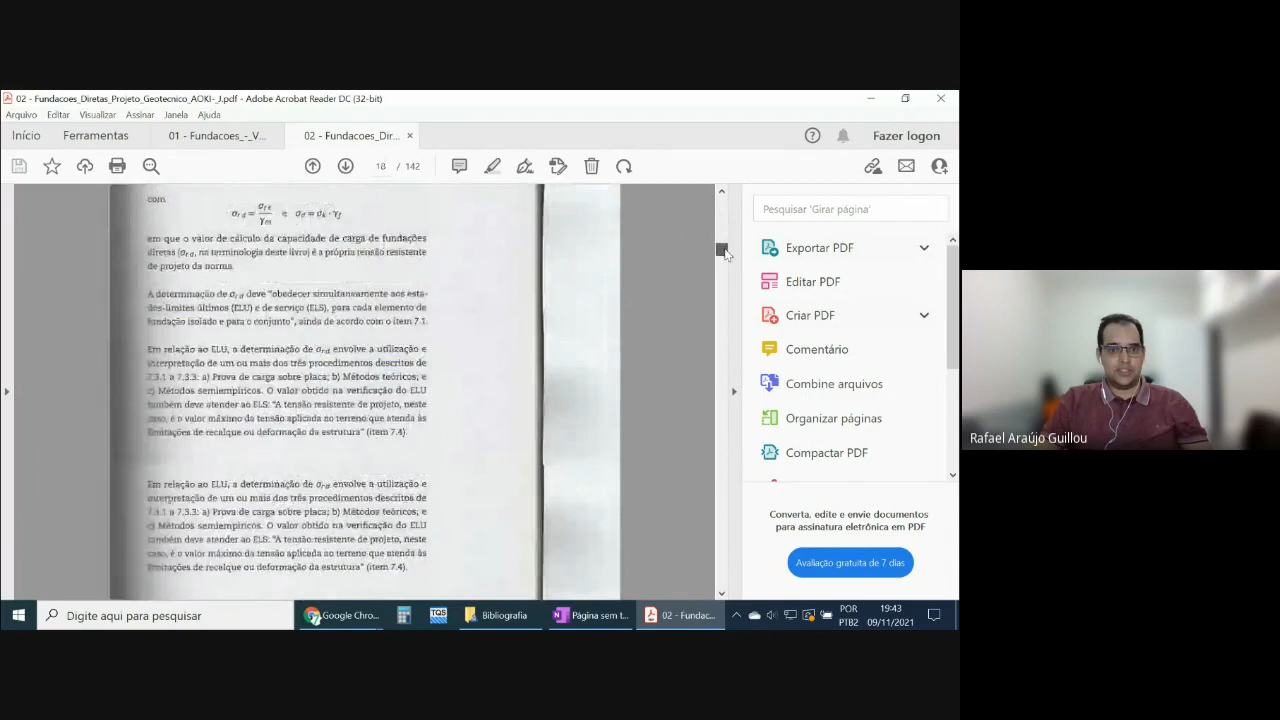 02 - Fundacoes_Diretas_Projeto_Geotecnico_AOKI-_J.pdf - Adobe Acrobat Reader DC (32-bit)
Arquivo Editar Visualizar Assinar Janela Ajuda
Início Ferramentas 01 - Fundacoes_-_V... 02 - Fundacoes_Dir... × Fazer logon
18 / 142
com
σrd = σrk / γm e σd = σk · γf
em que o valor de cálculo da capacidade de carga de fundações
diretas (σrd, na terminologia deste livro) é a própria tensão resistente
de projeto da norma.
A determinação de σrd deve "obedecer simultaneamente aos esta-
dos-limites últimos (ELU) e de serviço (ELS), para cada elemento de
fundação isolado e para o conjunto", ainda de acordo com o item 7.1.
Em relação ao ELU, a determinação de σrd envolve a utilização e
interpretação de um ou mais dos três procedimentos descritos de
7.3.1 a 7.3.3: a) Prova de carga sobre placa; b) Métodos teóricos; e
c) Métodos semiempíricos. O valor obtido na verificação do ELU
também deve atender ao ELS: "A tensão resistente de projeto, neste
caso, é o valor máximo da tensão aplicada ao terreno que atenda às
limitações de recalque ou deformação da estrutura" (item 7.4).
Em relação ao ELU, a determinação de σrd envolve a utilização e
interpretação de um ou mais dos três procedimentos descritos de
7.3.1 a 7.3.3: a) Prova de carga sobre placa; b) Métodos teóricos; e
c) Métodos semiempíricos. O valor obtido na verificação do ELU
também deve atender ao ELS: "A tensão resistente de projeto, neste
caso, é o valor máximo da tensão aplicada ao terreno que atenda às
limitações de recalque ou deformação da estrutura" (item 7.4).
Pesquisar 'Girar página'
Exportar PDF
Editar PDF
Criar PDF
Comentário
Combine arquivos
Organizar páginas
Compactar PDF
Converta, edite e envie documentos
para assinatura eletrônica em PDF
Avaliação gratuita de 7 dias
Rafael Araújo Guillou
Digite aqui para pesquisar
Google Chro...
TQS
Bibliografia
Página sem t...
02 - Fundac...
POR
PTB2
19:43
09/11/2021